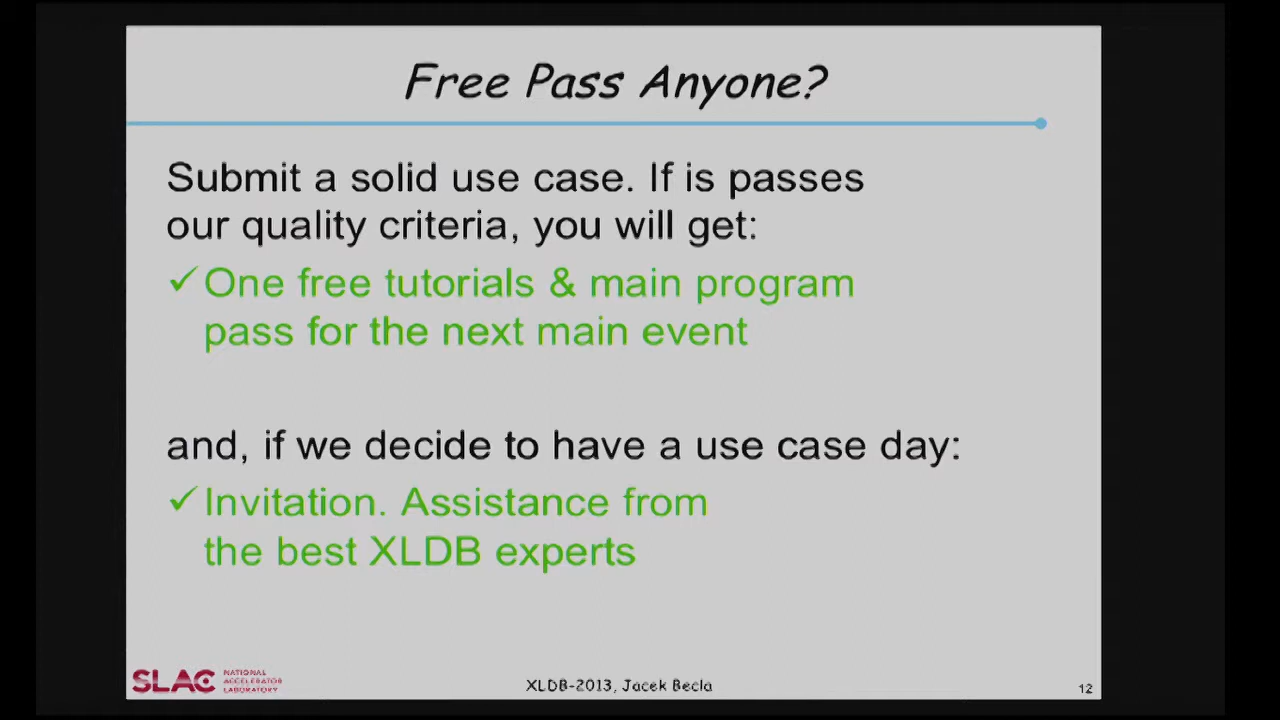 Free Pass Anyone?
Submit a solid use case. If is passes
our quality criteria, you will get:
✓ One free tutorials & main program
pass for the next main event
and, if we decide to have a use case day:
✓ Invitation. Assistance from
the best XLDB experts
SLAC NATIONAL
ACCELERATOR
LABORATORY
XLDB-2013, Jacek Becla
12